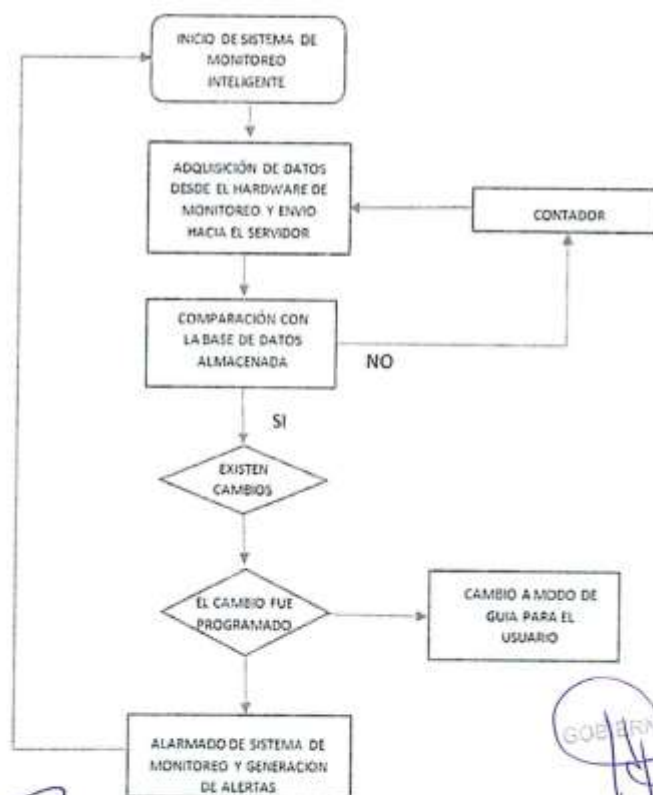 INICIO DE SISTEMA DE
MONITOREO
INTELIGENTE
ADQUISICIÓN DE DATOS
DESDE EL HARDWARE DE
MONITOREO Y ENVIO
HACIA EL SERVIDOR
CONTADOR
COMPARACIÓN CON
LA BASE DE DATOS
ALMACENADA
NO
SI
EXISTEN
CAMBIOS
EL CAMBIO FUE
PROGRAMADO
CAMBIO A MODO DE
GUIA PARA EL
USUARIO
ALARMADO DE SISTEMA DE
MONITOREO Y GENERACION
DE ALERTAS